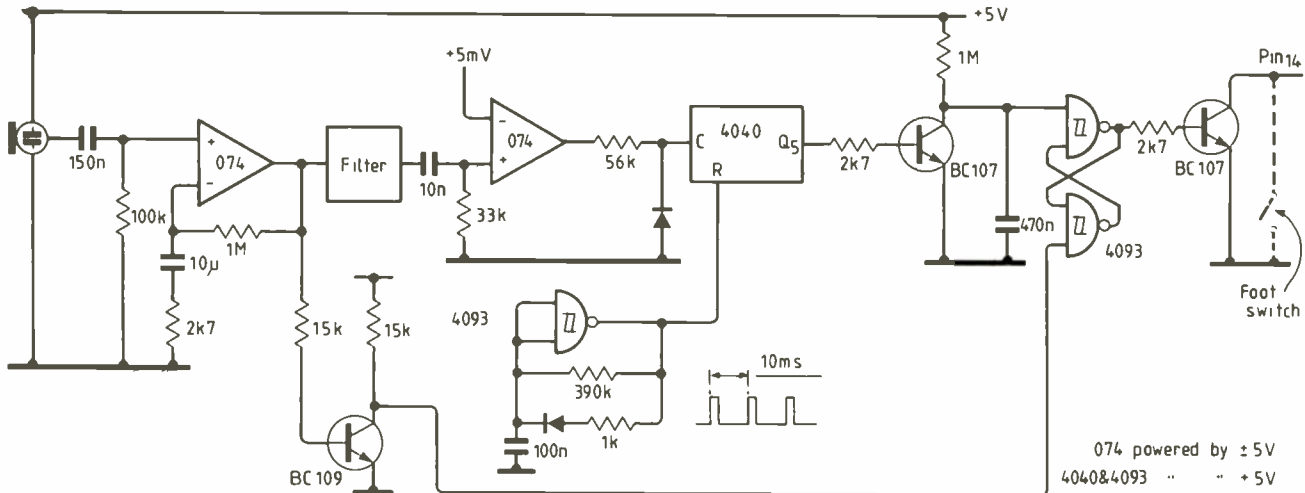 +5V
1M
Pin14
+5mV
150n
+
074
-
Filter
10n
-
074
+
56k
C
4040
Q5
R
2k7
BC107
2k7
BC107
100k
1M
33k
470n
4093
10µ
2k7
15k
15k
4093
390k
1k
100n
10ms
Foot
switch
BC109
074 powered by ±5V
4040&4093 " " +5V